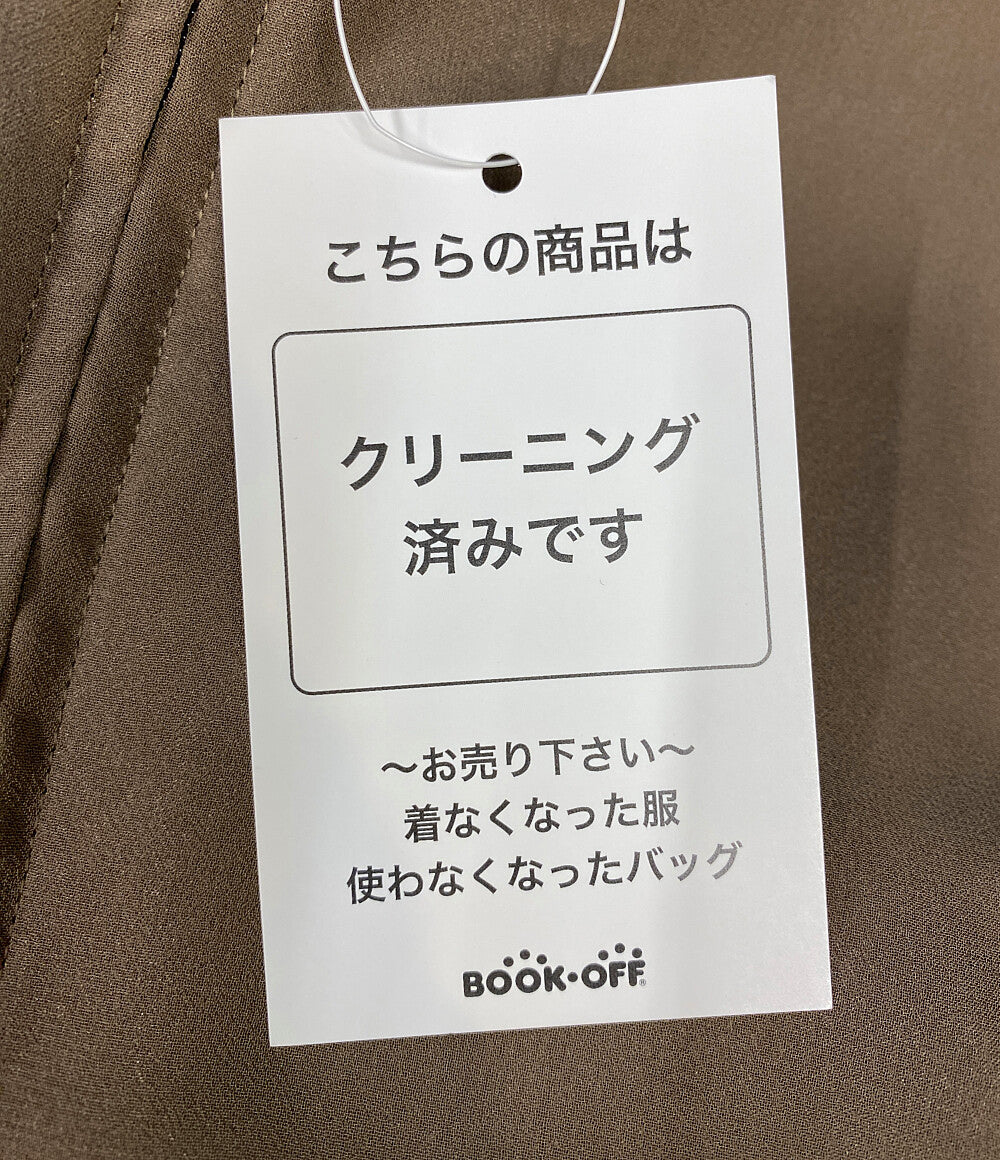 こちらの商品は
クリーニング
済みです
～お売り下さい～
着なくなった服
使わなくなったバッグ
BOOK・OFF®